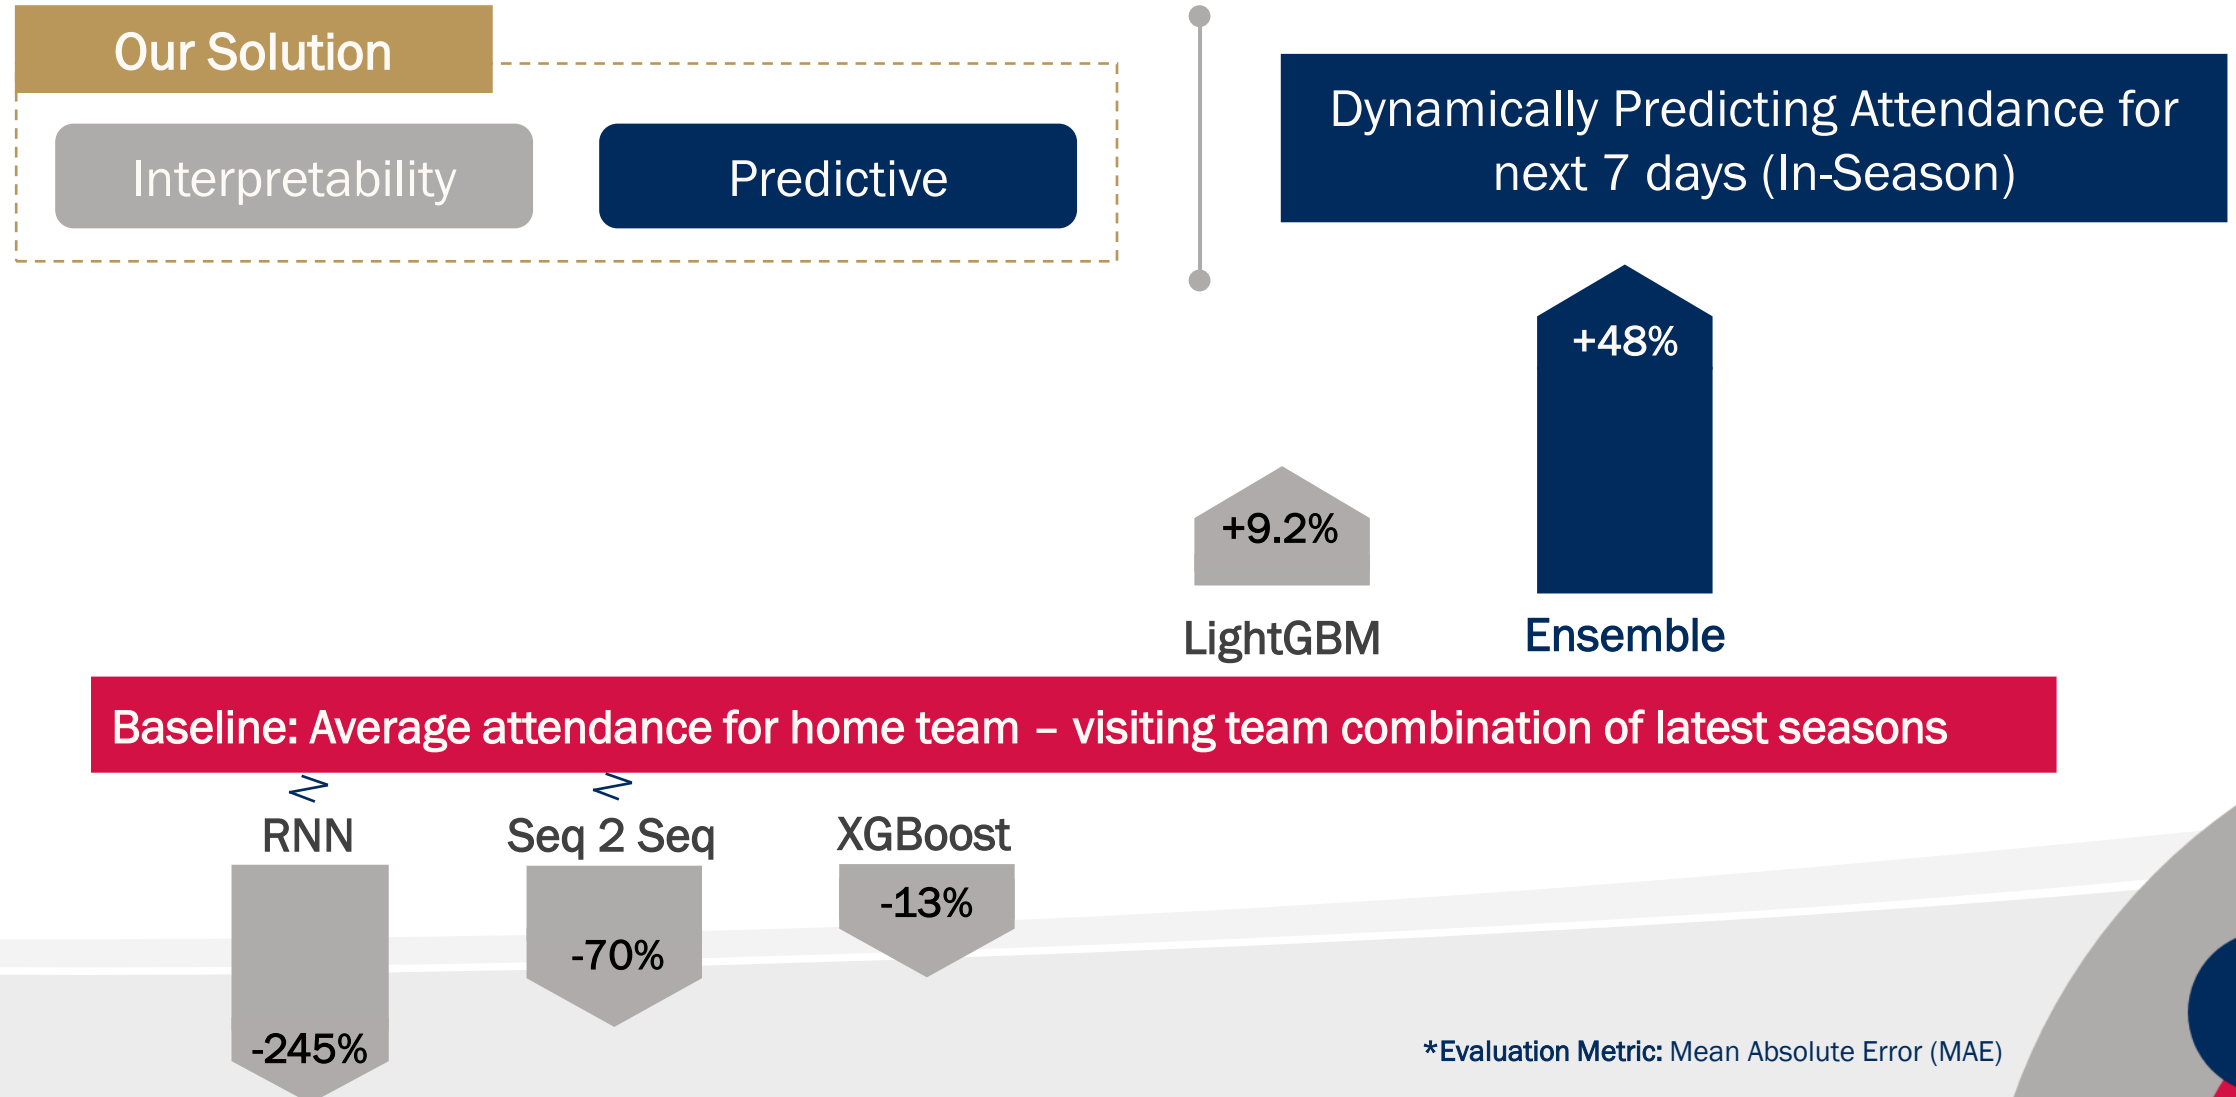 Our Solution
Interpretability
Predictive
Dynamically Predicting Attendance for
next 7 days (In-Season)
+48%
+9.2%
LightGBM
Ensemble
Baseline: Average attendance for home team – visiting team combination of latest seasons
RNN
Seq 2 Seq
XGBoost
-13%
-70%
-245%
*Evaluation Metric: Mean Absolute Error (MAE)